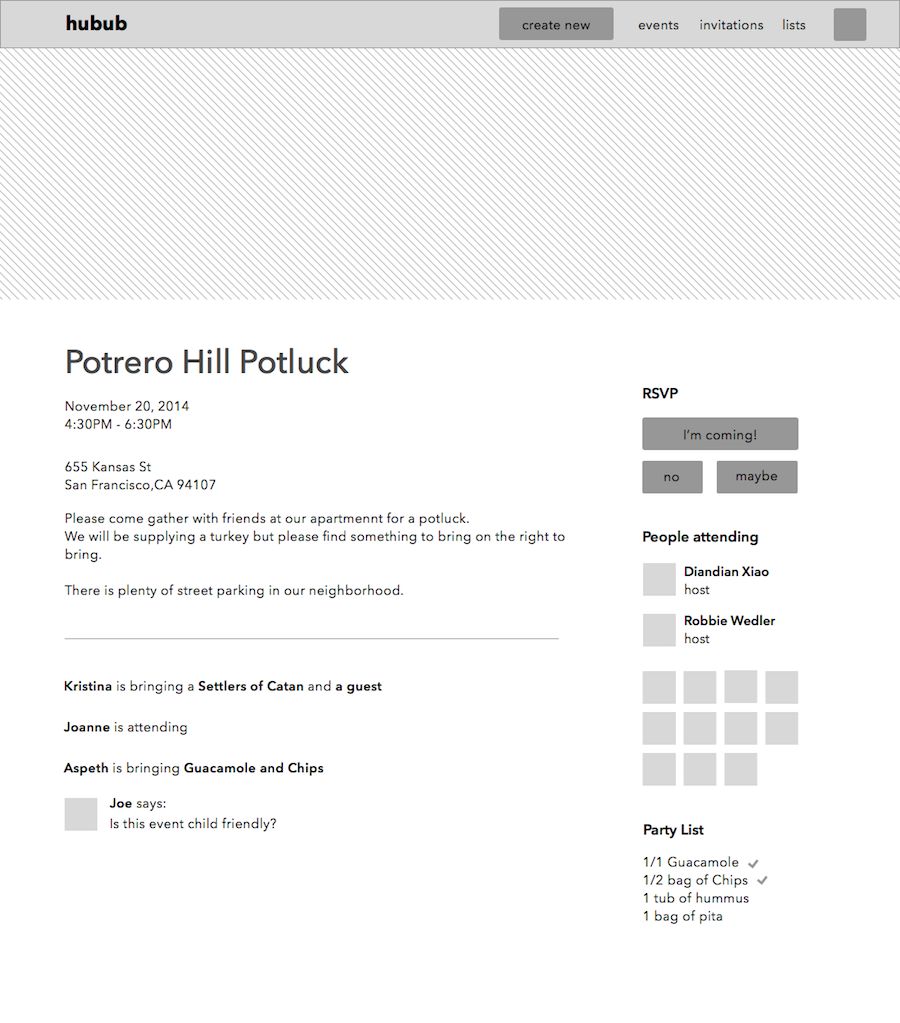 hubub
create new
events
invitations
lists
Potrero Hill Potluck
November 20, 2014
4:30PM - 6:30PM
655 Kansas St
San Francisco,CA 94107
Please come gather with friends at our apartmennt for a potluck.
We will be supplying a turkey but please find something to bring on the right to
bring.
There is plenty of street parking in our neighborhood.
Kristina is bringing a Settlers of Catan and a guest
Joanne is attending
Aspeth is bringing Guacamole and Chips
Joe says:
Is this event child friendly?
RSVP
I'm coming!
no
maybe
People attending
Diandian Xiao
host
Robbie Wedler
host
Party List
1/1 Guacamole
1/2 bag of Chips
1 tub of hummus
1 bag of pita